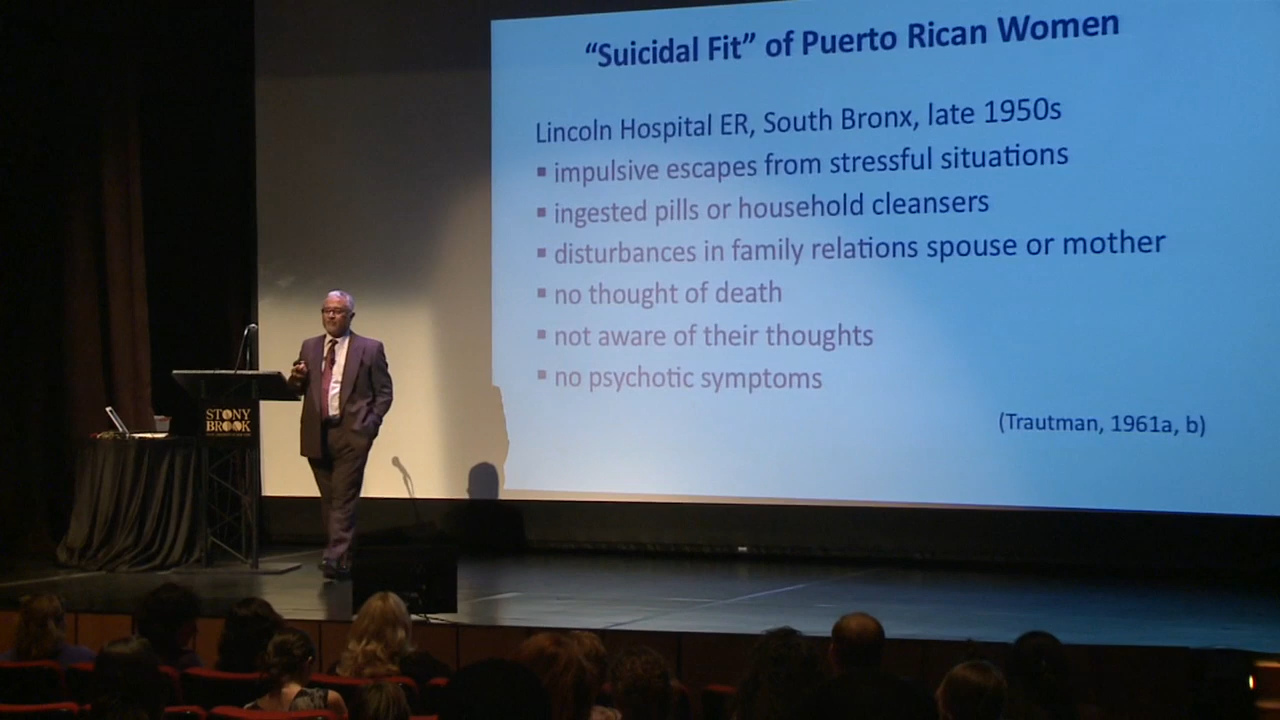 "Suicidal Fit" of Puerto Rican Women
Lincoln Hospital ER, South Bronx, late 1950s
▪ impulsive escapes from stressful situations
▪ ingested pills or household cleansers
▪ disturbances in family relations spouse or mother
▪ no thought of death
▪ not aware of their thoughts
▪ no psychotic symptoms
(Trautman, 1961a, b)
STONY
BROOK